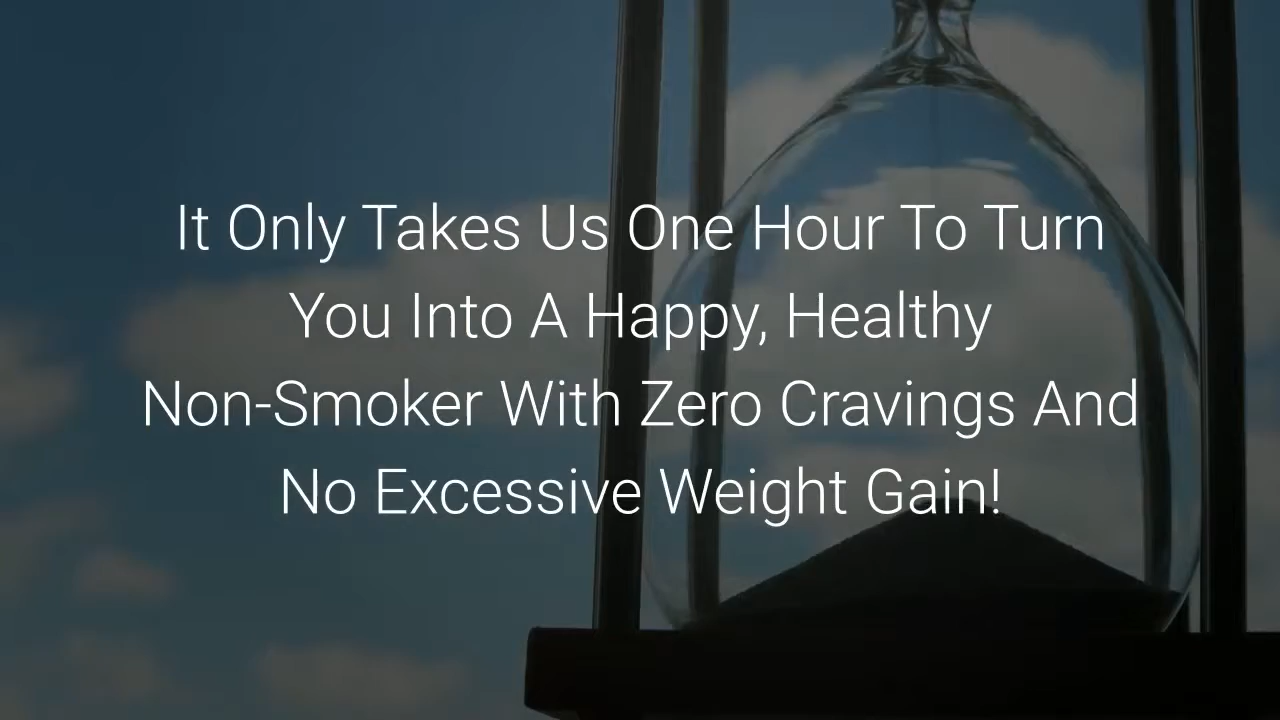 It Only Takes Us One Hour To Turn
You Into A Happy, Healthy
Non-Smoker With Zero Cravings And
No Excessive Weight Gain!